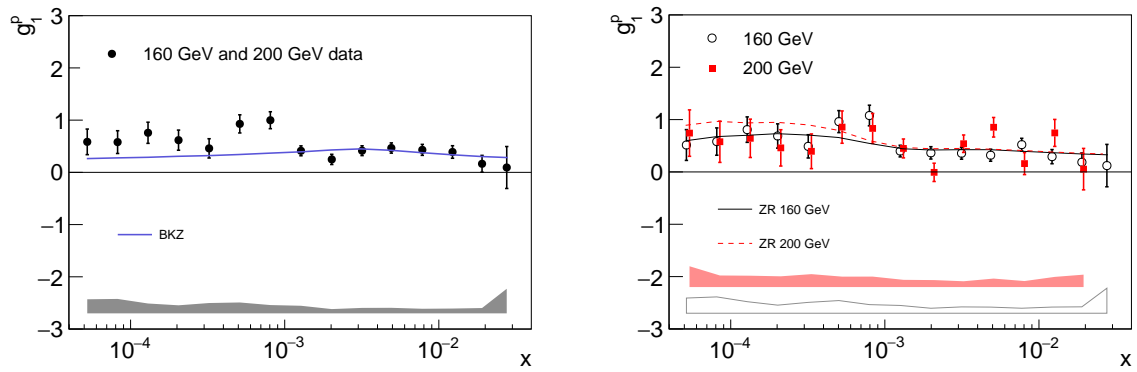 g₁ᵖ
3
160 GeV and 200 GeV data
2
1
0
−1
BKZ
−2
−3
10⁻⁴
10⁻³
10⁻²
x
g₁ᵖ
3
160 GeV
200 GeV
2
1
0
ZR 160 GeV
−1
ZR 200 GeV
−2
−3
10⁻⁴
10⁻³
10⁻²
x